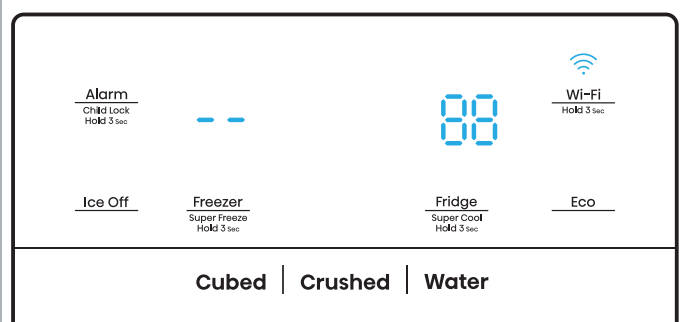 Alarm
Child Lock
Hold 3 Sec
-- 88
Wi-Fi
Hold 3 Sec
Ice Off
Freezer
Super Freeze
Hold 3 Sec
Fridge
Super Cool
Hold 3 Sec
Eco
Cubed | Crushed | Water